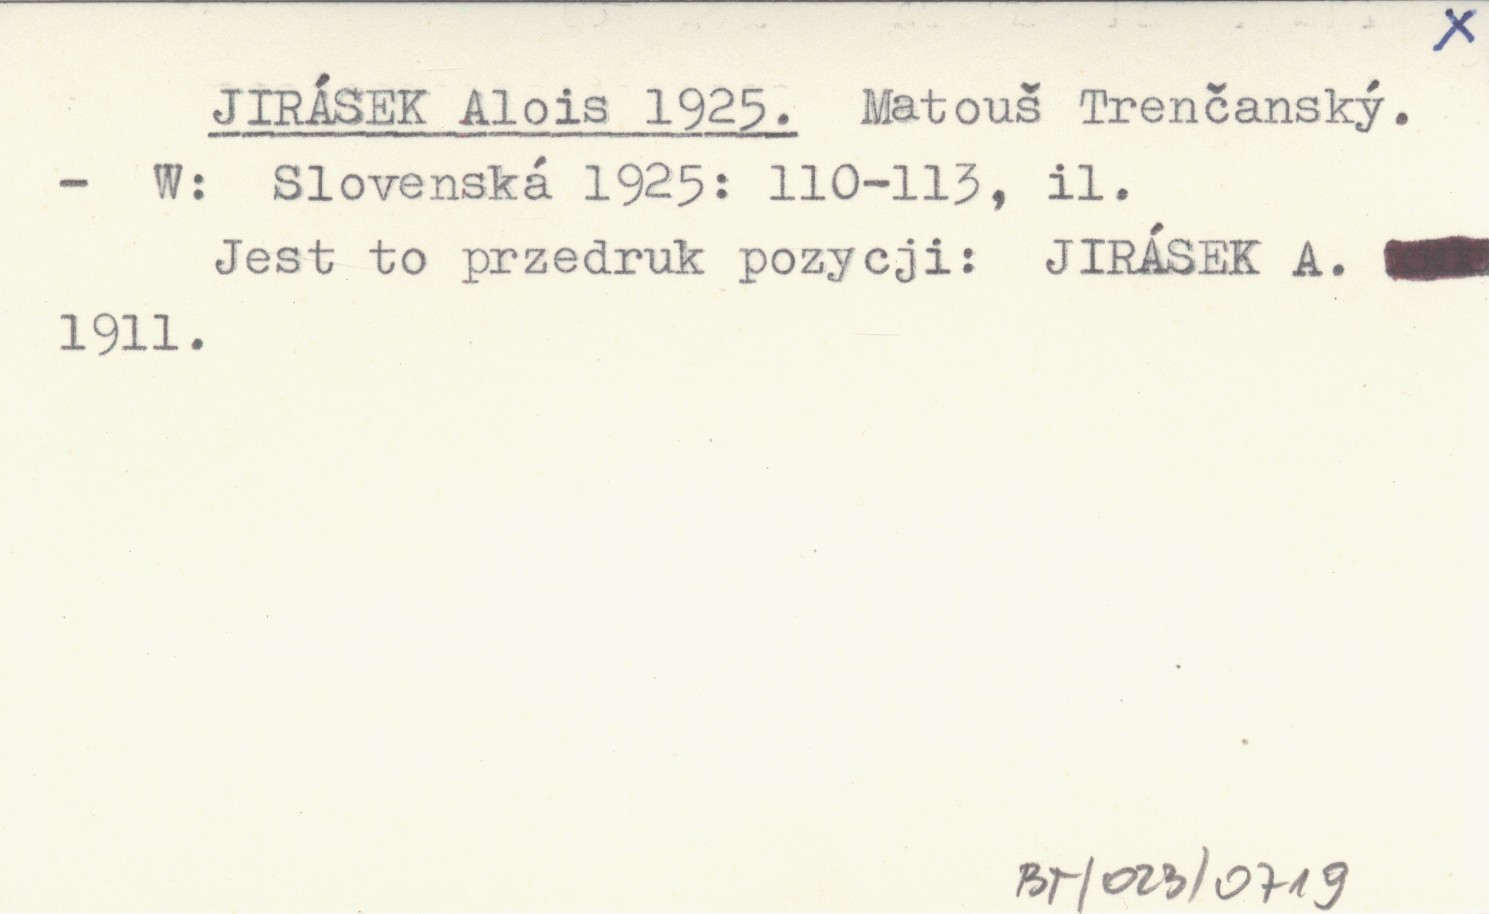 X
JIRÁSEK Alois 1925. Matouš Trenčanský.
- W: Slovenská 1925: 110-113, il.
Jest to przedruk pozycji: JIRÁSEK A.
1911.
BT/023/0719